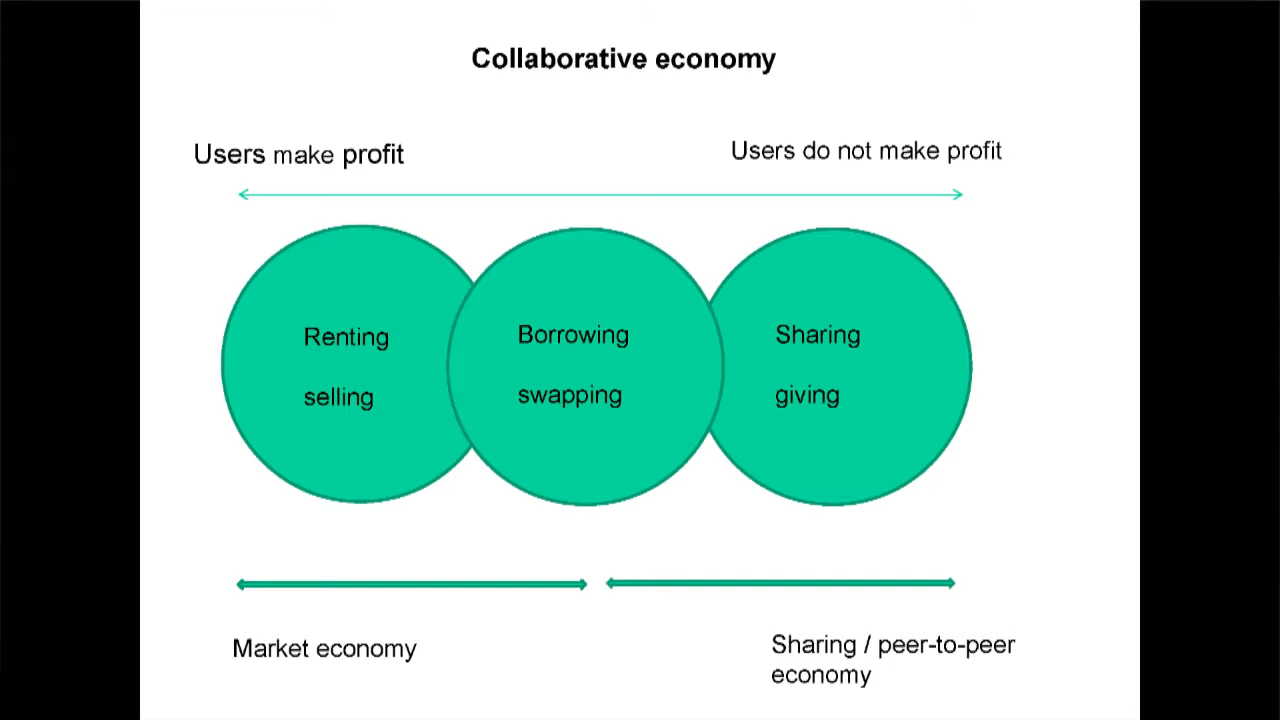 Collaborative economy
Users make profit
Users do not make profit
Renting
selling
Borrowing
swapping
Sharing
giving
Market economy
Sharing / peer-to-peer
economy